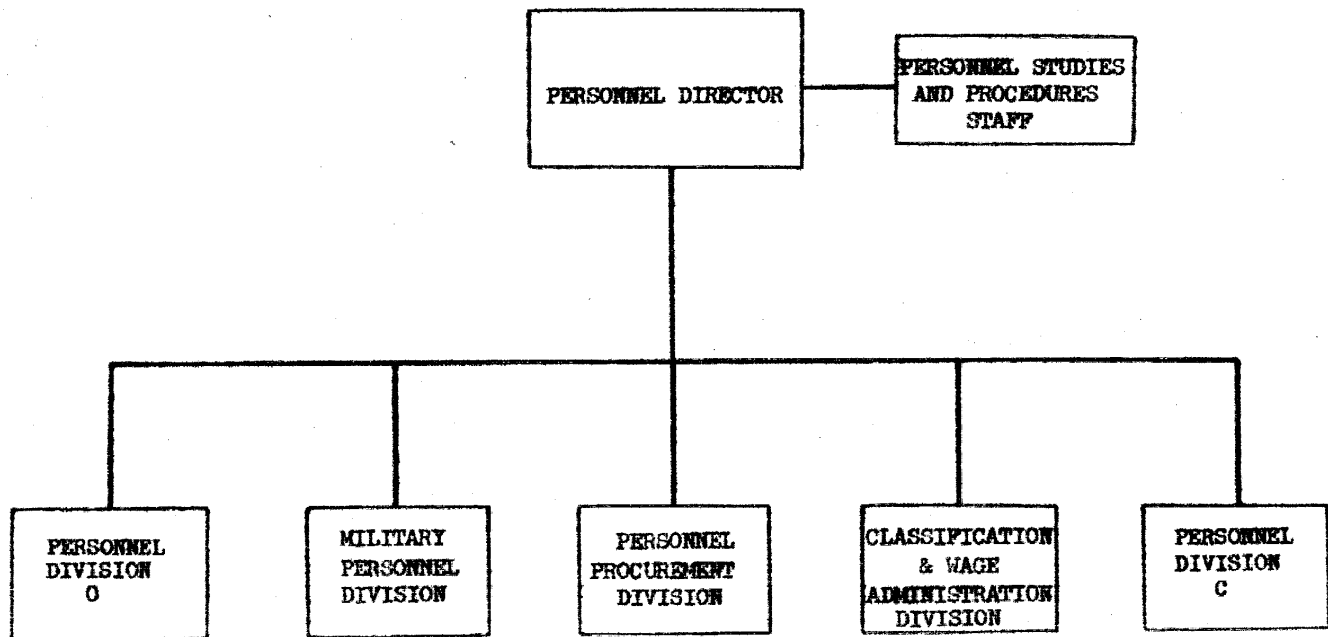 PERSONNEL DIRECTOR
PERSONNEL STUDIES
AND PROCEDURES
STAFF
PERSONNEL
DIVISION
O
MILITARY
PERSONNEL
DIVISION
PERSONNEL
PROCUREMENT
DIVISION
CLASSIFICATION
& WAGE
ADMINISTRATION
DIVISION
PERSONNEL
DIVISION
C